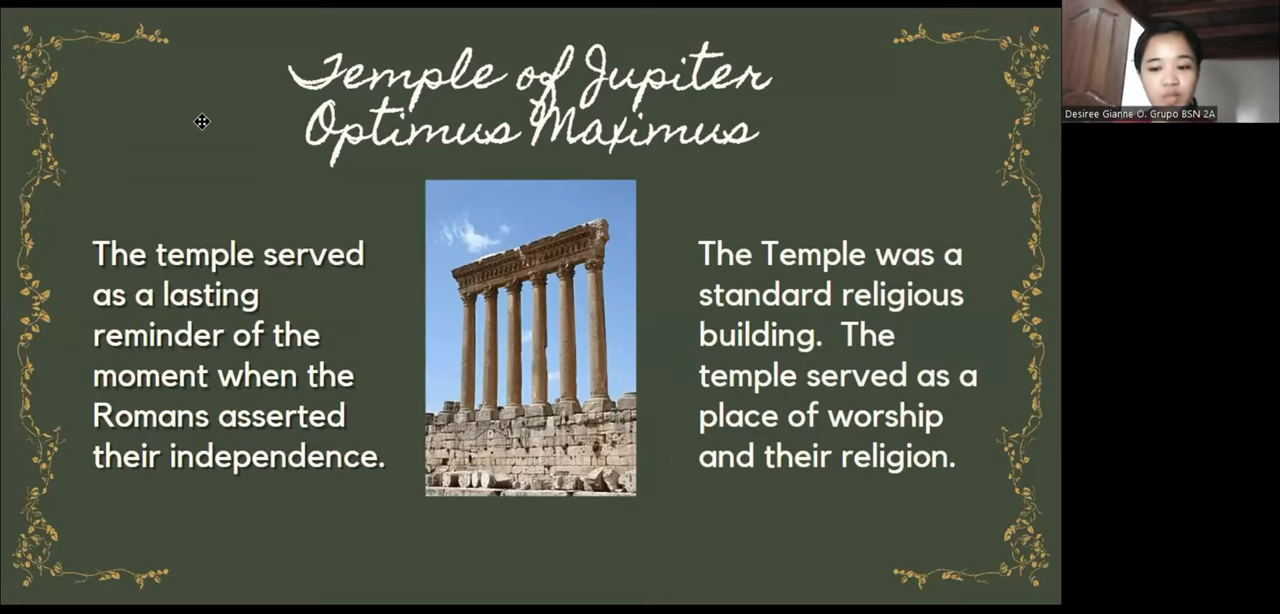 Temple of Jupiter
Optimus Maximus
The temple served
as a lasting
reminder of the
moment when the
Romans asserted
their independence.
The Temple was a
standard religious
building. The
temple served as a
place of worship
and their religion.
Desiree Gianne O. Grupo BSN 2A